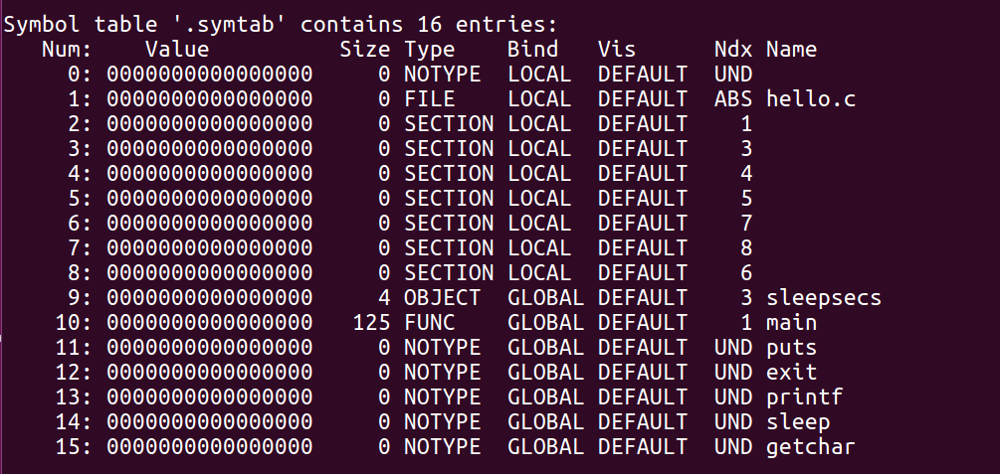 Symbol table '.symtab' contains 16 entries:
   Num:    Value          Size Type    Bind   Vis      Ndx Name
     0: 0000000000000000     0 NOTYPE  LOCAL  DEFAULT  UND
     1: 0000000000000000     0 FILE    LOCAL  DEFAULT  ABS hello.c
     2: 0000000000000000     0 SECTION LOCAL  DEFAULT    1
     3: 0000000000000000     0 SECTION LOCAL  DEFAULT    3
     4: 0000000000000000     0 SECTION LOCAL  DEFAULT    4
     5: 0000000000000000     0 SECTION LOCAL  DEFAULT    5
     6: 0000000000000000     0 SECTION LOCAL  DEFAULT    7
     7: 0000000000000000     0 SECTION LOCAL  DEFAULT    8
     8: 0000000000000000     0 SECTION LOCAL  DEFAULT    6
     9: 0000000000000000     4 OBJECT  GLOBAL DEFAULT    3 sleepsecs
    10: 0000000000000000   125 FUNC    GLOBAL DEFAULT    1 main
    11: 0000000000000000     0 NOTYPE  GLOBAL DEFAULT  UND puts
    12: 0000000000000000     0 NOTYPE  GLOBAL DEFAULT  UND exit
    13: 0000000000000000     0 NOTYPE  GLOBAL DEFAULT  UND printf
    14: 0000000000000000     0 NOTYPE  GLOBAL DEFAULT  UND sleep
    15: 0000000000000000     0 NOTYPE  GLOBAL DEFAULT  UND getchar